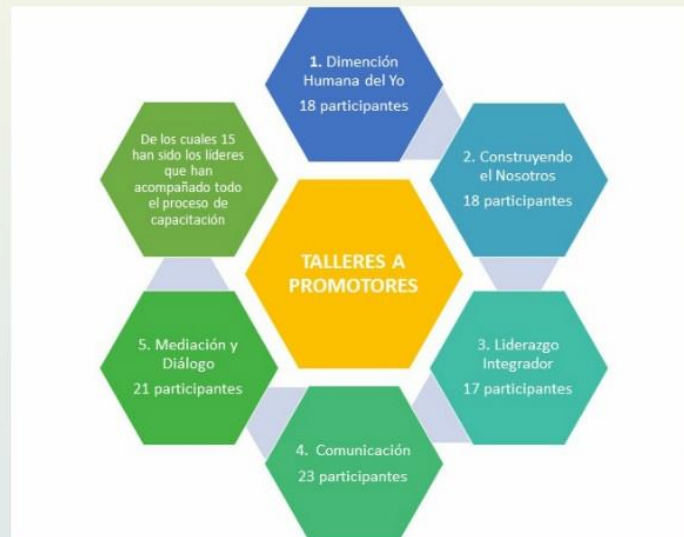 1. Dimención
Humana del Yo
18 participantes
2. Construyendo
el Nosotros
18 participantes
3. Liderazgo
Integrador
17 participantes
4. Comunicación
23 participantes
5. Mediación y
Diálogo
21 participantes
De los cuales 15
han sido los líderes
que han
acompañado todo
el proceso de
capacitación
TALLERES A
PROMOTORES